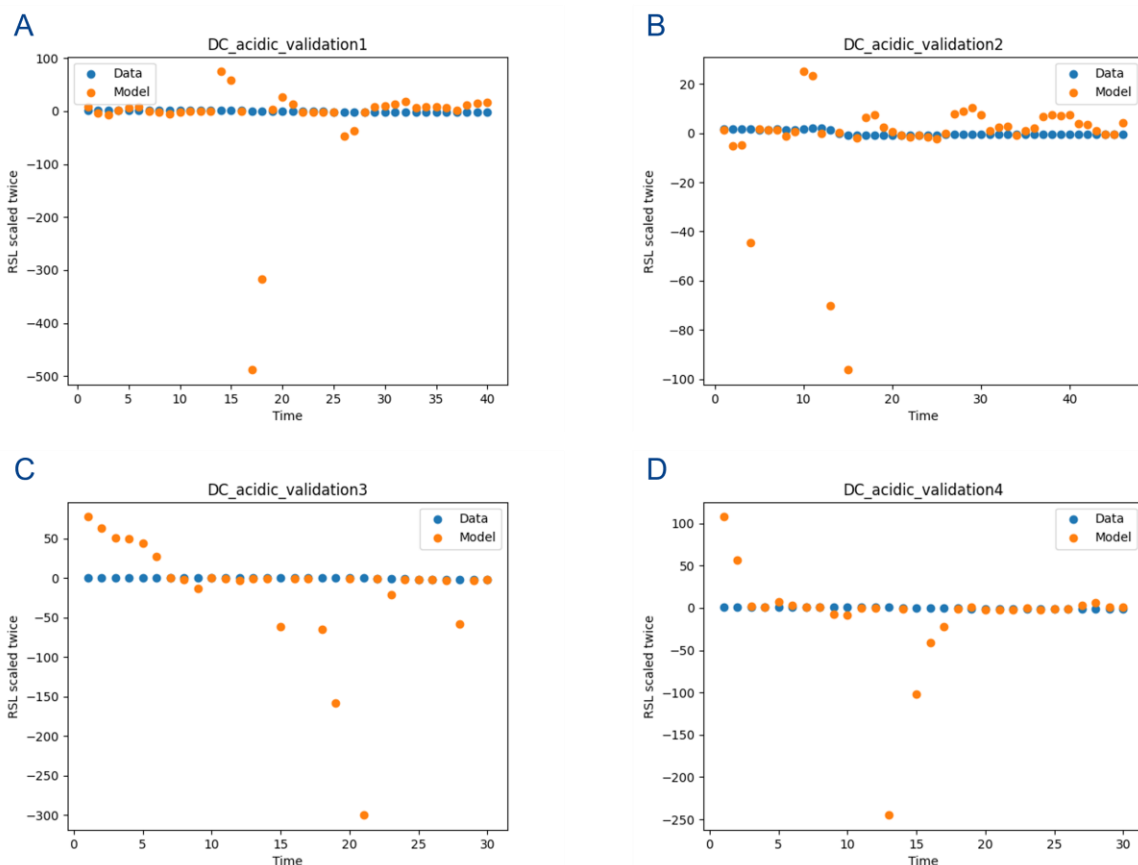 A
DC_acidic_validation1
Data
Model
100
0
−100
−200
−300
−400
−500
RSL scaled twice
0 5 10 15 20 25 30 35 40
Time
B
DC_acidic_validation2
Data
Model
20
0
−20
−40
−60
−80
−100
RSL scaled twice
0 10 20 30 40
Time
C
DC_acidic_validation3
Data
Model
50
0
−50
−100
−150
−200
−250
−300
RSL scaled twice
0 5 10 15 20 25 30
Time
D
DC_acidic_validation4
Data
Model
100
50
0
−50
−100
−150
−200
−250
RSL scaled twice
0 5 10 15 20 25 30
Time